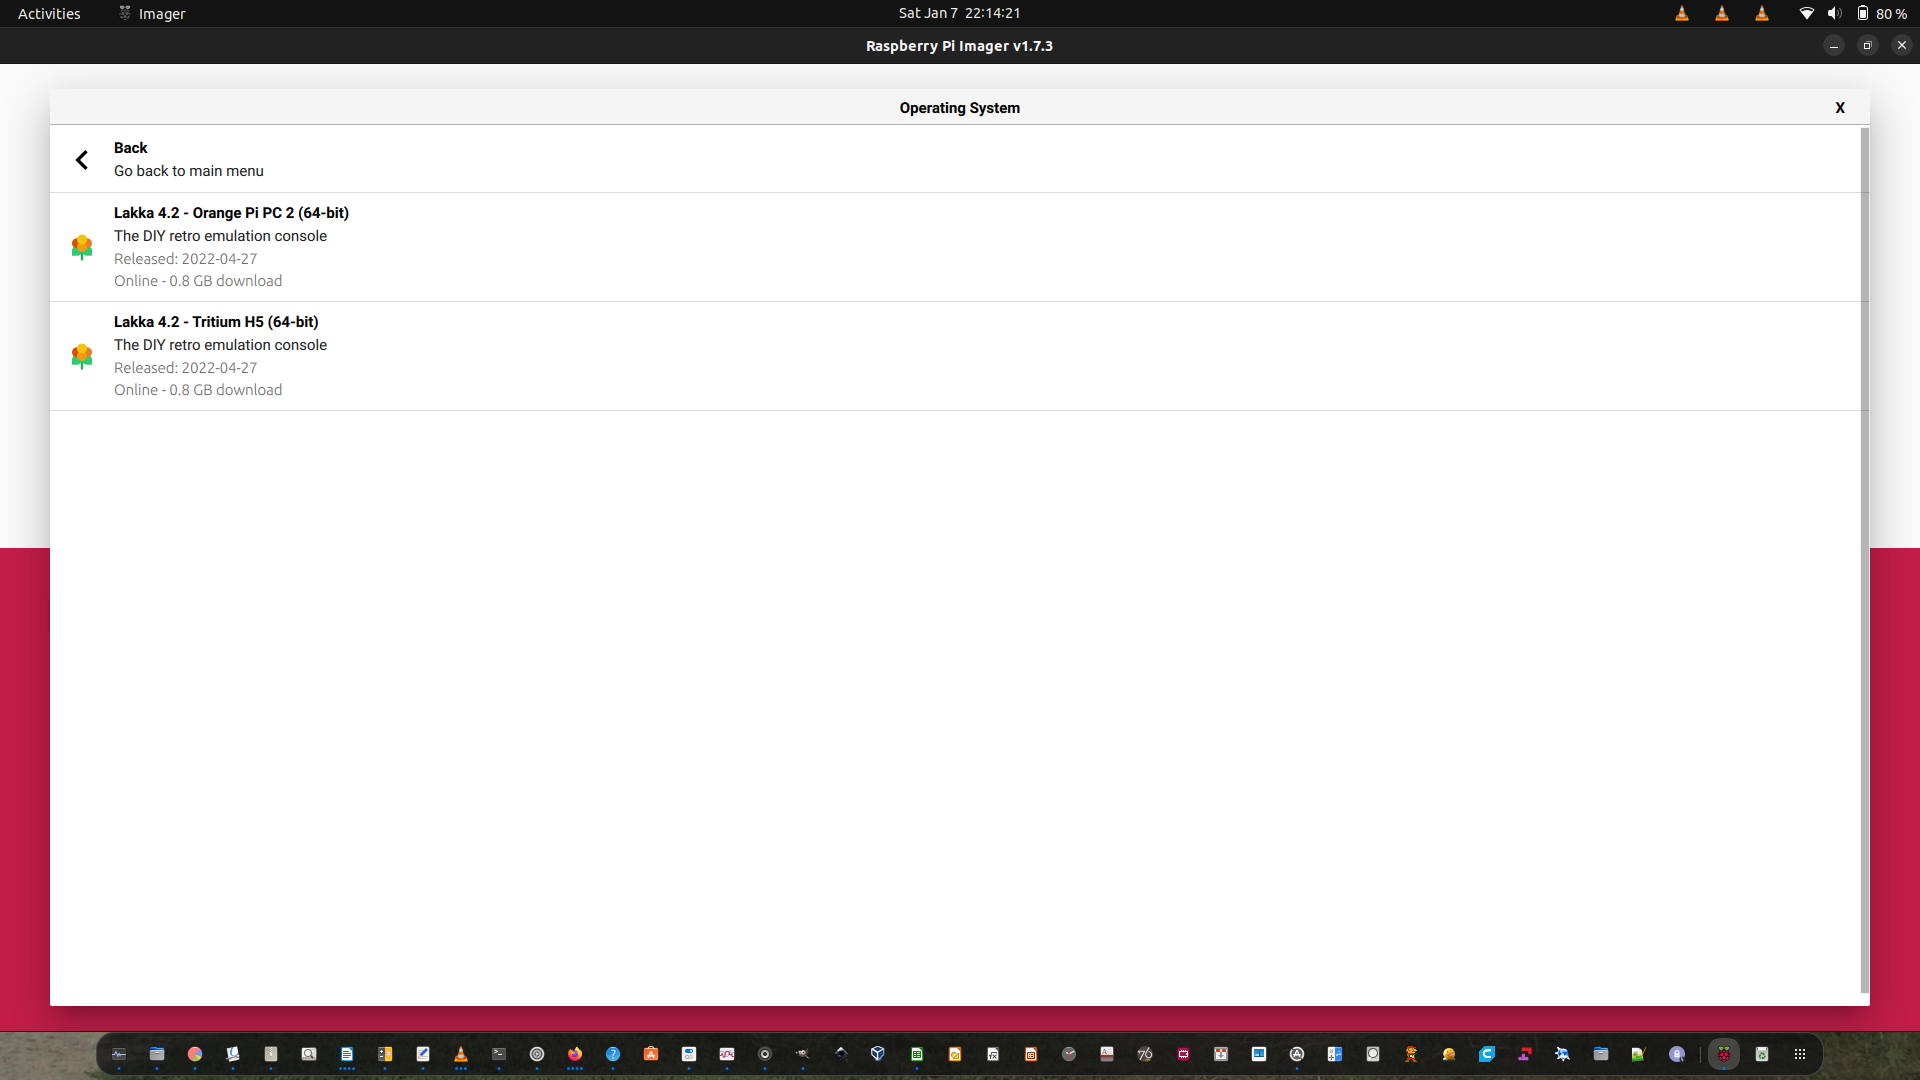 Activities
Imager
Sat Jan 7 22:14:21
80 %
Raspberry Pi Imager v1.7.3
Operating System
X
Back
Go back to main menu
Lakka 4.2 - Orange Pi PC 2 (64-bit)
The DIY retro emulation console
Released: 2022-04-27
Online - 0.8 GB download
Lakka 4.2 - Tritium H5 (64-bit)
The DIY retro emulation console
Released: 2022-04-27
Online - 0.8 GB download